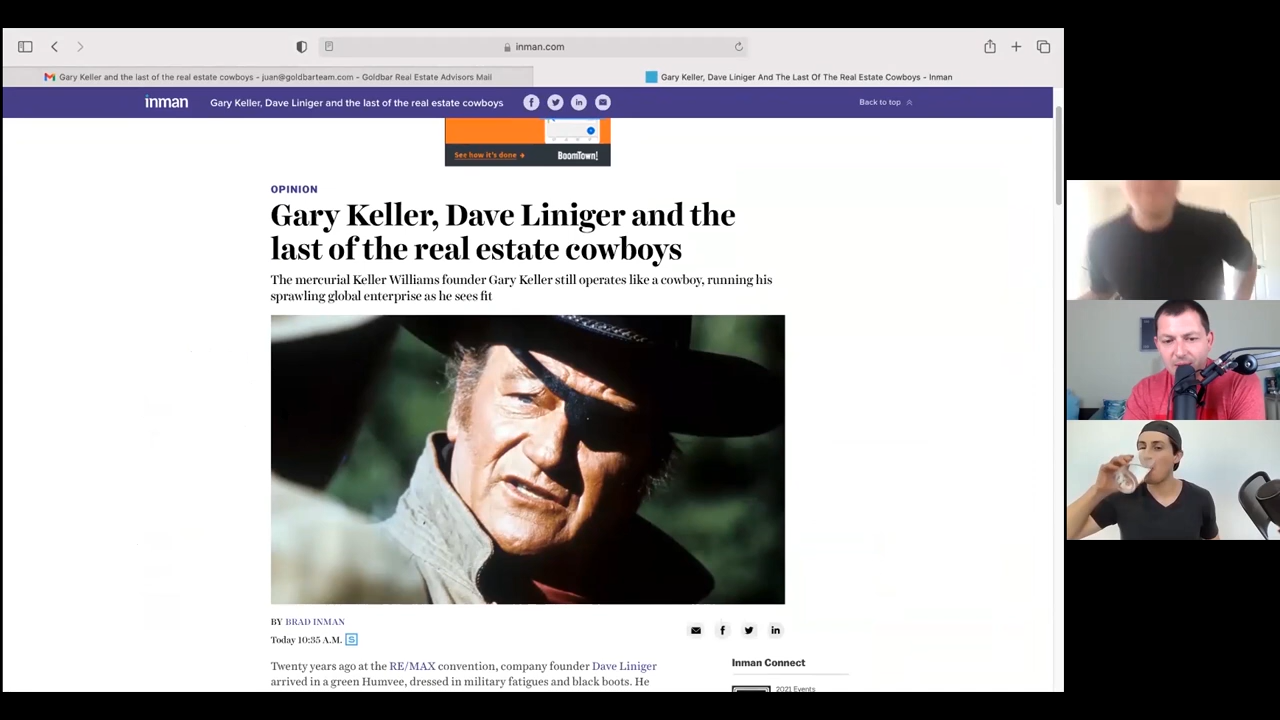 inman.com
Gary Keller and the last of the real estate cowboys - juan@goldbarteam.com - Goldbar Real Estate Advisors Mail
Gary Keller, Dave Liniger And The Last Of The Real Estate Cowboys - Inman
inman
Gary Keller, Dave Liniger and the last of the real estate cowboys
Back to top
See how it's done
BoomTown!
OPINION
Gary Keller, Dave Liniger and the
last of the real estate cowboys
The mercurial Keller Williams founder Gary Keller still operates like a cowboy, running his
sprawling global enterprise as he sees fit
BY BRAD INMAN
Today 10:35 A.M. S
Twenty years ago at the RE/MAX convention, company founder Dave Liniger
arrived in a green Humvee, dressed in military fatigues and black boots. He
Inman Connect
2021 Events